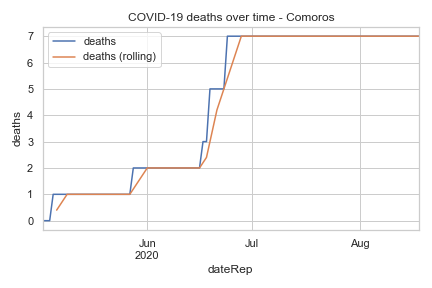 COVID-19 deaths over time - Comoros
deaths
deaths (rolling)
7
6
5
4
3
2
1
0
deaths
Jun
2020
Jul
Aug
dateRep